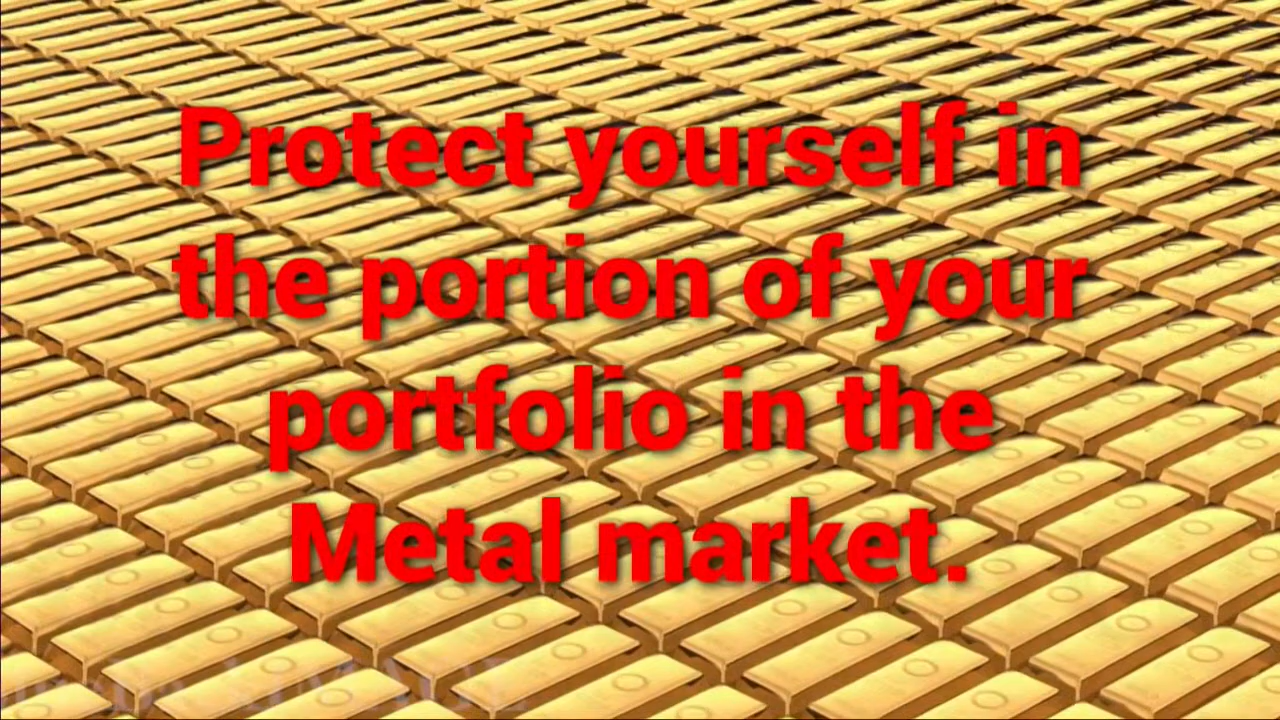 Protect yourself in
the portion of your
portfolio in the
Metal market.